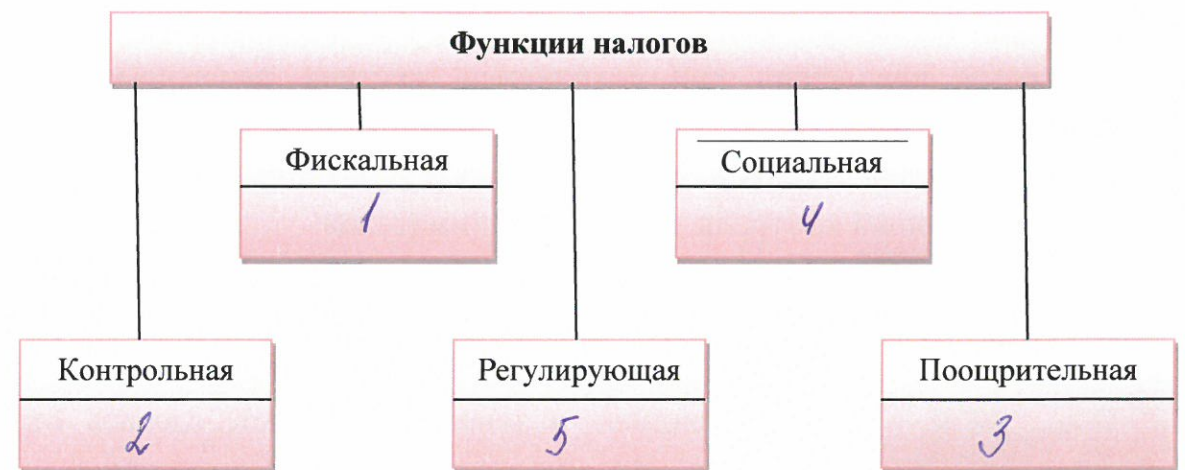 Функции налогов
Фискальная
1
Социальная
4
Контрольная
2
Регулирующая
5
Поощрительная
3